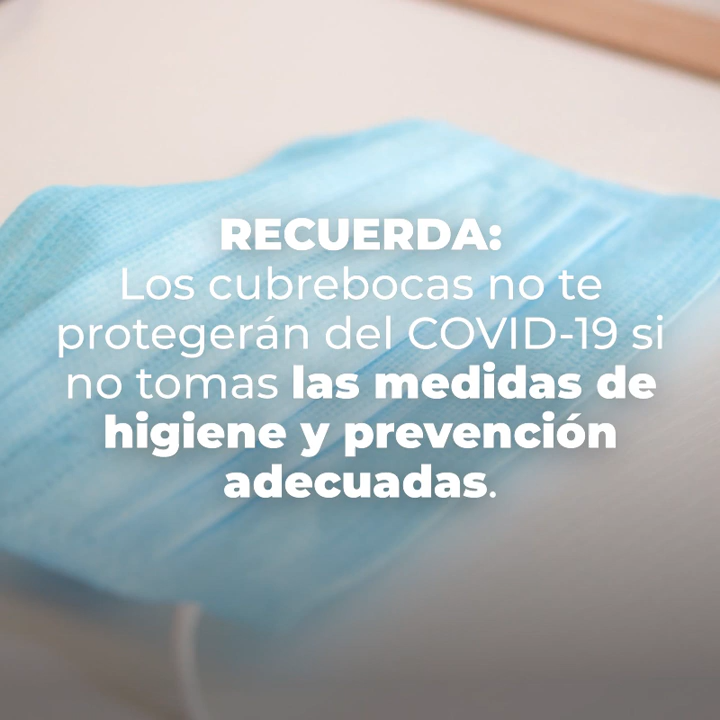 RECUERDA:
Los cubrebocas no te
protegerán del COVID-19 si
no tomas las medidas de
higiene y prevención
adecuadas.